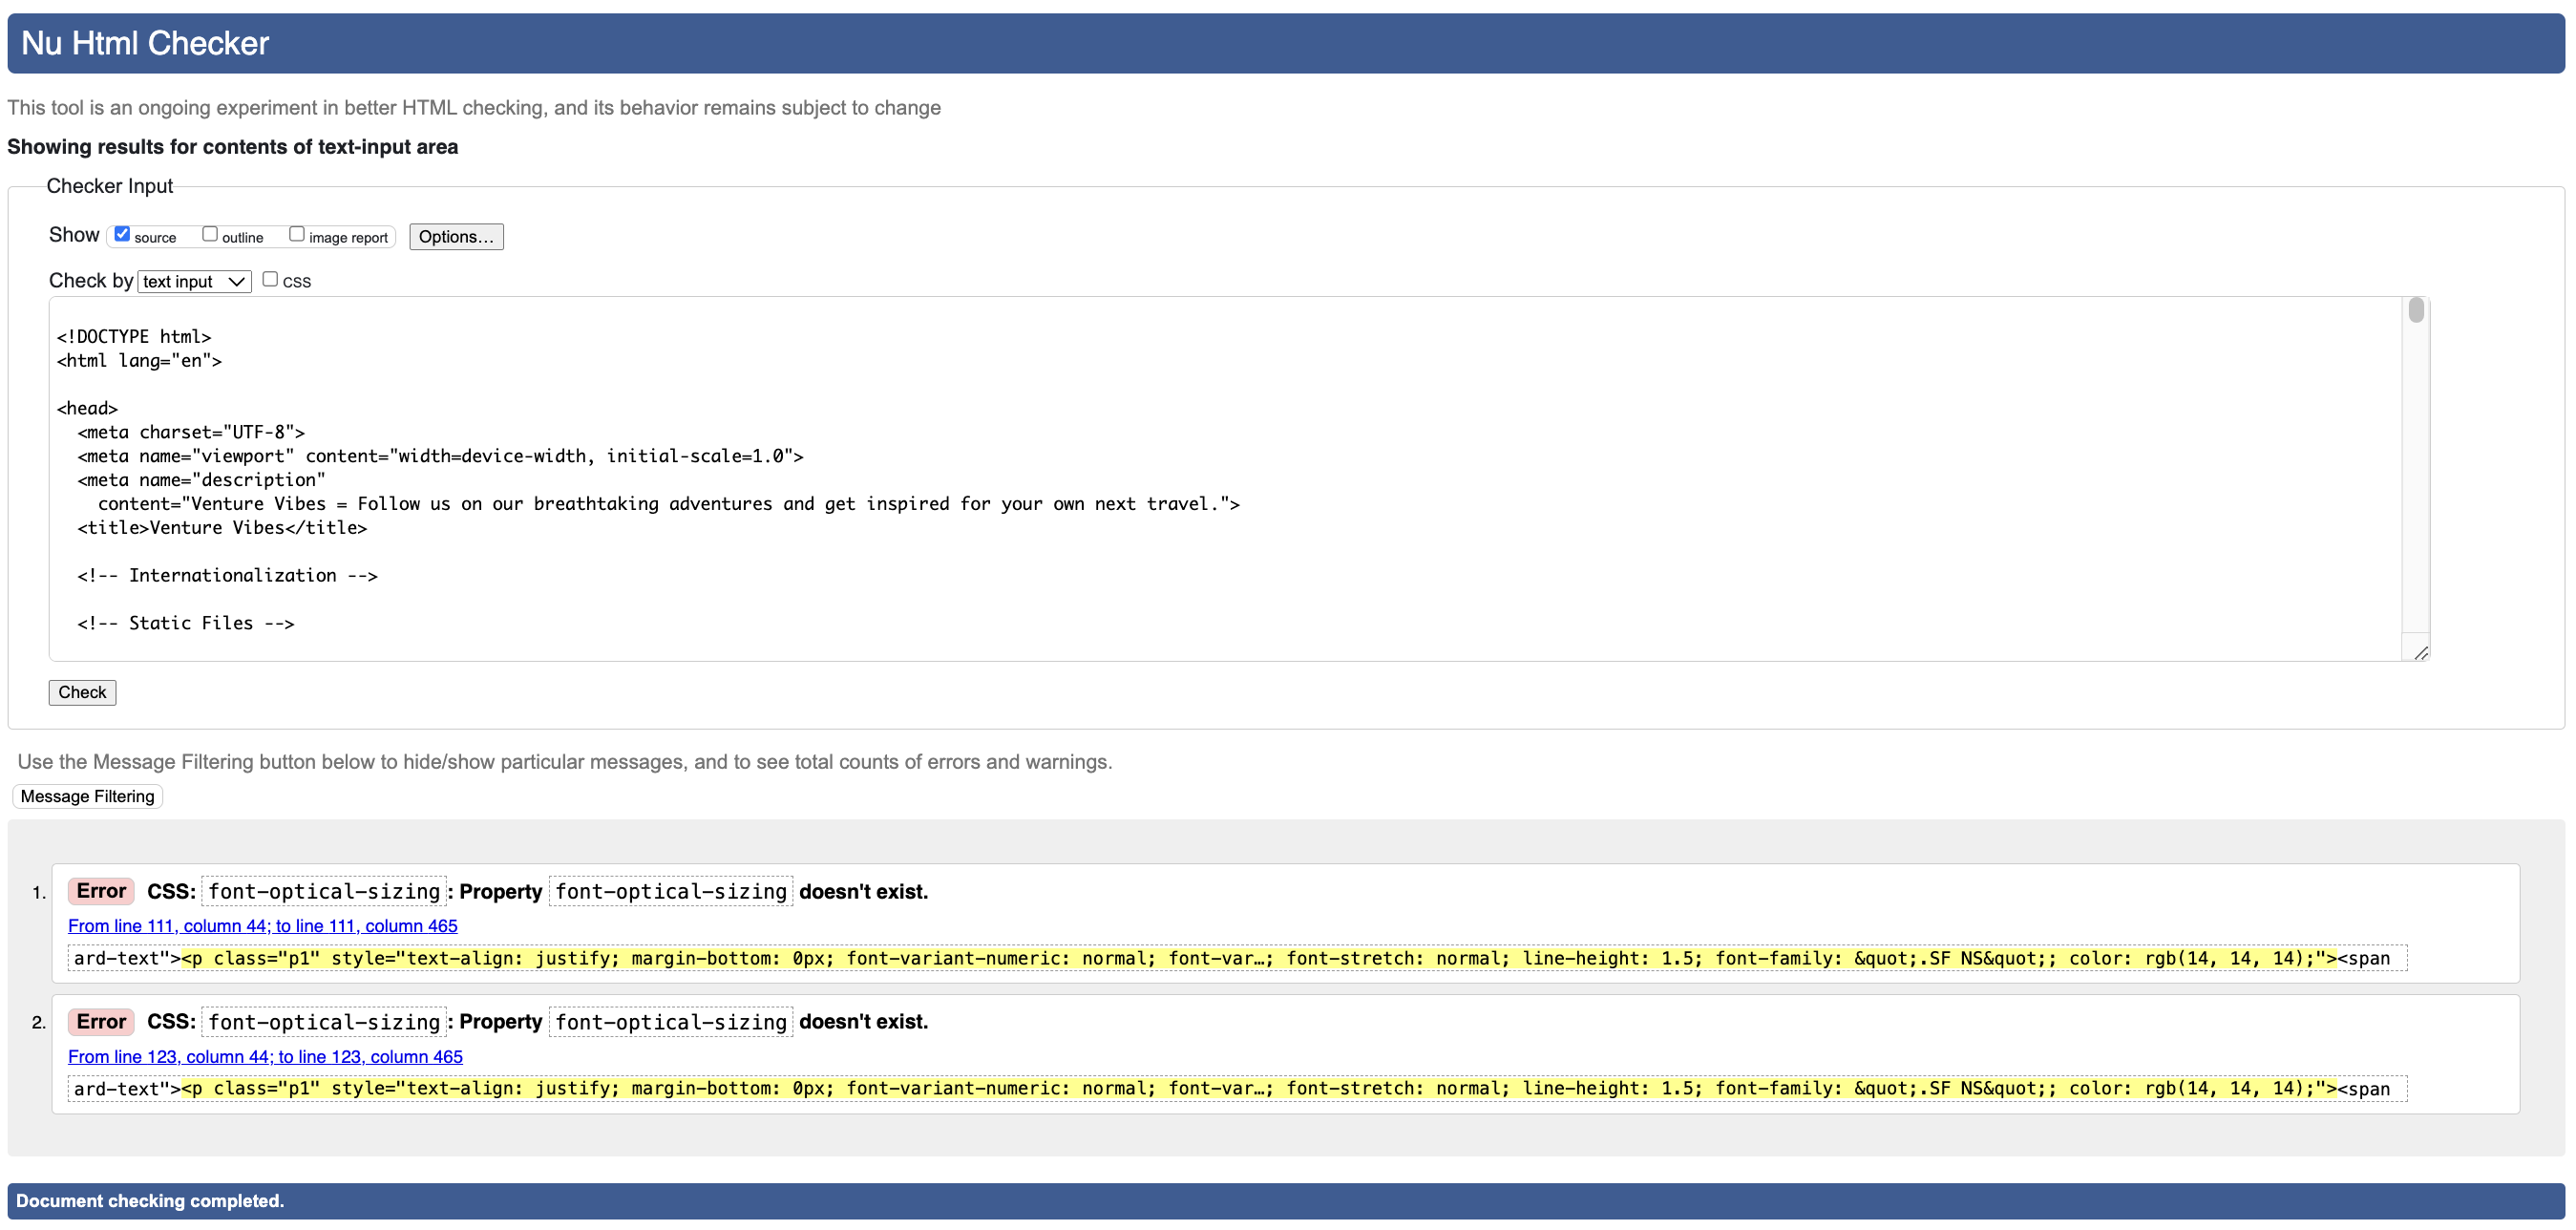 Nu Html Checker
This tool is an ongoing experiment in better HTML checking, and its behavior remains subject to change
Showing results for contents of text-input area
Checker Input
Show source outline image report Options...
Check by text input CSS
<!DOCTYPE html>
<html lang="en">
<head>
<meta charset="UTF-8">
<meta name="viewport" content="width=device-width, initial-scale=1.0">
<meta name="description"
content="Venture Vibes = Follow us on our breathtaking adventures and get inspired for your own next travel.">
<title>Venture Vibes</title>
<!-- Internationalization -->
<!-- Static Files -->
Check
Use the Message Filtering button below to hide/show particular messages, and to see total counts of errors and warnings.
Message Filtering
1. Error CSS: font-optical-sizing: Property font-optical-sizing doesn't exist.
From line 111, column 44; to line 111, column 465
ard-text"><p class="p1" style="text-align: justify; margin-bottom: 0px; font-variant-numeric: normal; font-var…; font-stretch: normal; line-height: 1.5; font-family: &quot;.SF NS&quot;; color: rgb(14, 14, 14);"><span
2. Error CSS: font-optical-sizing: Property font-optical-sizing doesn't exist.
From line 123, column 44; to line 123, column 465
ard-text"><p class="p1" style="text-align: justify; margin-bottom: 0px; font-variant-numeric: normal; font-var…; font-stretch: normal; line-height: 1.5; font-family: &quot;.SF NS&quot;; color: rgb(14, 14, 14);"><span
Document checking completed.